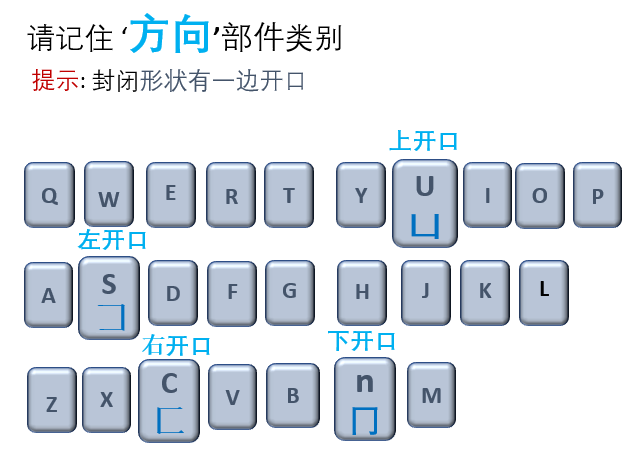 请记住 ‘方向’部件类别
提示: 封闭形状有一边开口
上开口
Q W E R T Y U I O P
凵
左开口
A S D F G H J K L
コ
右开口 下开口
Z X C V B n M
匚 冂